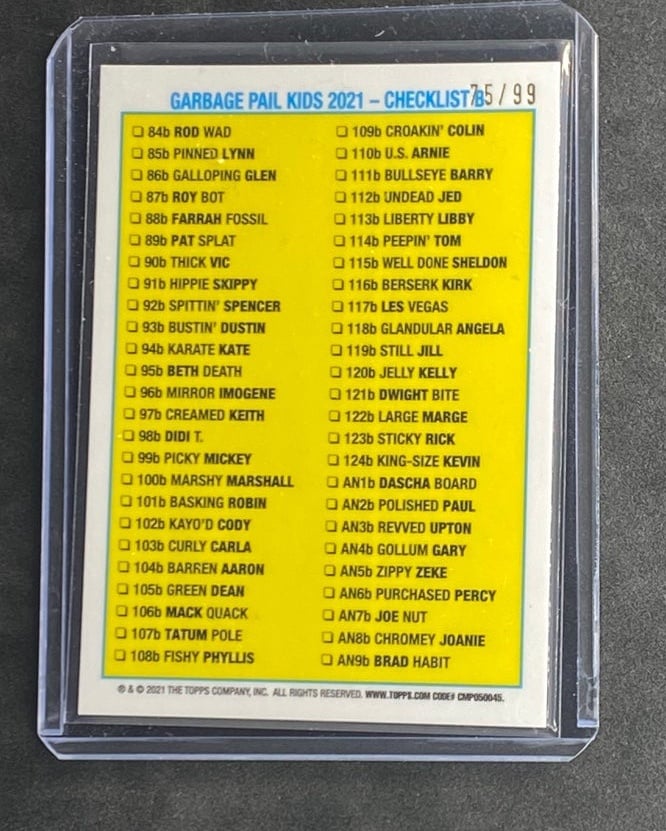 GARBAGE PAIL KIDS 2021 – CHECKLIST B 75/99
❏ 84b ROD WAD
❏ 85b PINNED LYNN
❏ 86b GALLOPING GLEN
❏ 87b ROY BOT
❏ 88b FARRAH FOSSIL
❏ 89b PAT SPLAT
❏ 90b THICK VIC
❏ 91b HIPPIE SKIPPY
❏ 92b SPITTIN' SPENCER
❏ 93b BUSTIN' DUSTIN
❏ 94b KARATE KATE
❏ 95b BETH DEATH
❏ 96b MIRROR IMOGENE
❏ 97b CREAMED KEITH
❏ 98b DIDI T.
❏ 99b PICKY MICKEY
❏ 100b MARSHY MARSHALL
❏ 101b BASKING ROBIN
❏ 102b KAYO'D CODY
❏ 103b CURLY CARLA
❏ 104b BARREN AARON
❏ 105b GREEN DEAN
❏ 106b MACK QUACK
❏ 107b TATUM POLE
❏ 108b FISHY PHYLLIS
❏ 109b CROAKIN' COLIN
❏ 110b U.S. ARNIE
❏ 111b BULLSEYE BARRY
❏ 112b UNDEAD JED
❏ 113b LIBERTY LIBBY
❏ 114b PEEPIN' TOM
❏ 115b WELL DONE SHELDON
❏ 116b BERSERK KIRK
❏ 117b LES VEGAS
❏ 118b GLANDULAR ANGELA
❏ 119b STILL JILL
❏ 120b JELLY KELLY
❏ 121b DWIGHT BITE
❏ 122b LARGE MARGE
❏ 123b STICKY RICK
❏ 124b KING-SIZE KEVIN
❏ AN1b DASCHA BOARD
❏ AN2b POLISHED PAUL
❏ AN3b REVVED UPTON
❏ AN4b GOLLUM GARY
❏ AN5b ZIPPY ZEKE
❏ AN6b PURCHASED PERCY
❏ AN7b JOE NUT
❏ AN8b CHROMEY JOANIE
❏ AN9b BRAD HABIT
® & © 2021 THE TOPPS COMPANY, INC. ALL RIGHTS RESERVED. WWW.TOPPS.COM CODE# CMP050045.